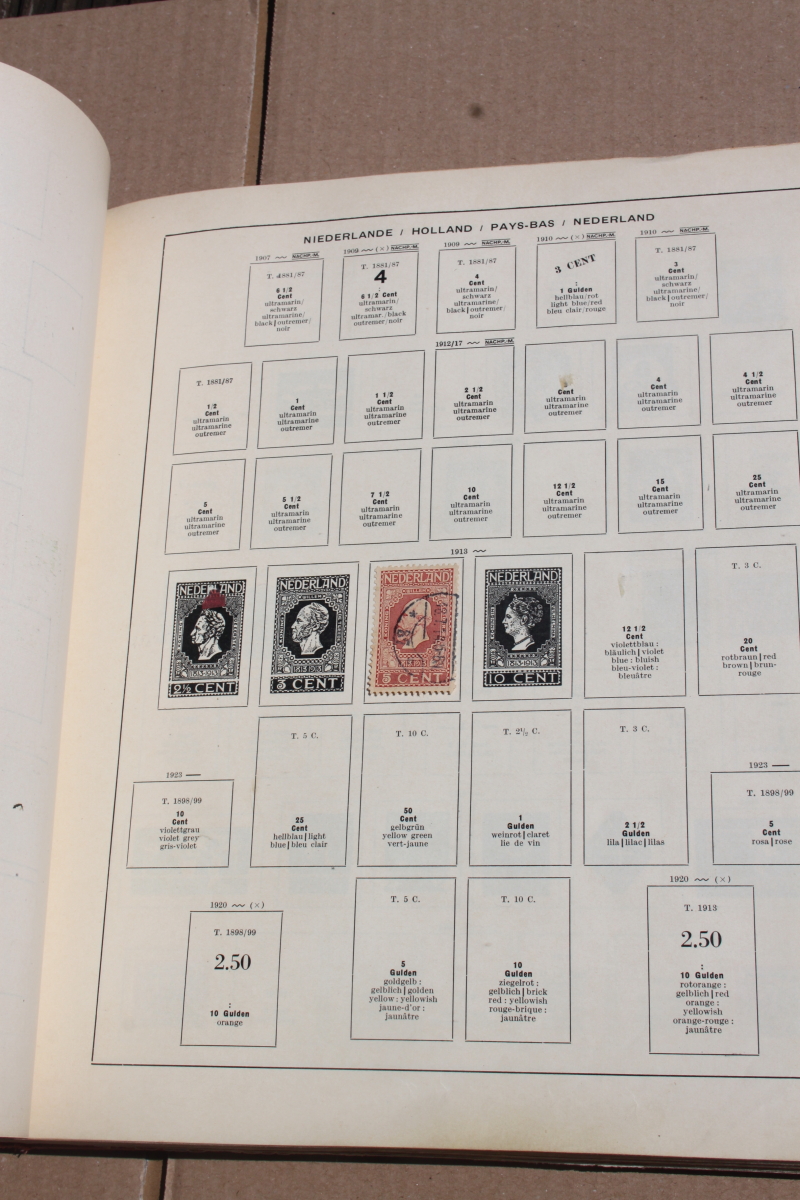 NIEDERLANDE / HOLLAND / PAYS-BAS / NEDERLAND
1907 NACHP.-M.
T. 1881/87
6 1/2
Cent
ultramarin/
schwarz
ultramarine/
black|outremer/
noir
1909 (×) NACHP.-M.
T. 1881/87
4
:
6 1/2 Cent
ultramarin/
schwarz
ultramar./black
outremer/noir
1909 NACHP.-M.
T. 1881/87
4
Cent
ultramarin/
schwarz
ultramarine/
black|outremer/
noir
1910 (×) NACHP.-M.
3 CENT
:
1 Gulden
hellblau/rot
light blue/red
bleu clair/rouge
1910 NACHP.-M.
T. 1881/87
3
Cent
ultramarin/
schwarz
ultramarine/
black|outremer/
noir
1912/17 NACHP.-M.
T. 1881/87
1/2
Cent
ultramarin
ultramarine
outremer
1
Cent
ultramarin
ultramarine
outremer
1 1/2
Cent
ultramarin
ultramarine
outremer
2 1/2
Cent
ultramarin
ultramarine
outremer
Cent
ultramarin
ultramarine
outremer
4
Cent
ultramarin
ultramarine
outremer
4 1/2
Cent
ultramarin
ultramarine
outremer
5
Cent
ultramarin
ultramarine
outremer
5 1/2
Cent
ultramarin
ultramarine
outremer
7 1/2
Cent
ultramarin
ultramarine
outremer
10
Cent
ultramarin
ultramarine
outremer
12 1/2
Cent
ultramarin
ultramarine
outremer
15
Cent
ultramarin
ultramarine
outremer
25
Cent
ultramarin
ultramarine
outremer
1913
NEDERLAND
1813-1913
2½ CENT
NEDERLAND
1813-1913
3 CENT
NEDERLAND
1813-1913
5 CENT
NEDERLAND
1813-1913
10 CENT
12 1/2
Cent
violettblau :
bläulich|violet
blue : bluish
bleu-violet :
bleuâtre
T. 3 C.
20
Cent
rotbraun|red
brown|brun-
rouge
T. 5 C.
25
Cent
hellblau|light
blue|bleu clair
T. 10 C.
50
Cent
gelbgrün
yellow green
vert-jaune
T. 2½ C.
1
Gulden
weinrot|claret
lie de vin
T. 3 C.
2 1/2
Gulden
lila|lilac|lilas
1923
T. 1898/99
10
Cent
violettgrau
violet grey
gris-violet
1923
T. 1898/99
5
Cent
rosa|rose
1920 (×)
T. 1898/99
2.50
:
10 Gulden
orange
T. 5 C.
5
Gulden
goldgelb :
gelblich|golden
yellow : yellowish
jaune-d'or :
jaunâtre
T. 10 C.
10
Gulden
ziegelrot :
gelblich|brick
red : yellowish
rouge-brique :
jaunâtre
1920 (×)
T. 1913
2.50
:
10 Gulden
rotorange :
gelblich|red
orange :
yellowish
orange-rouge :
jaunâtre